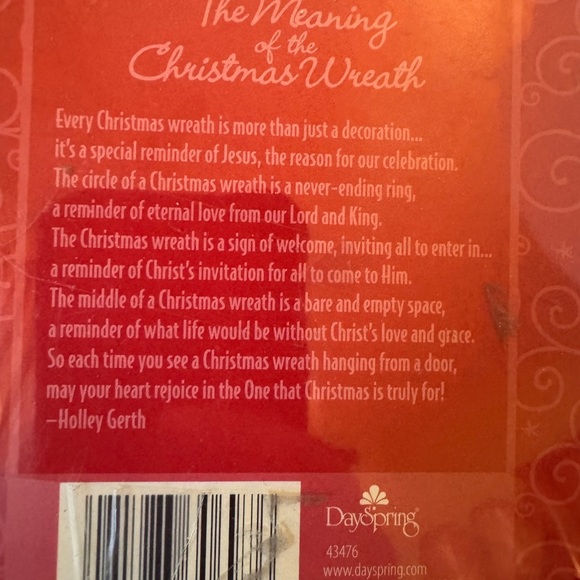 The Meaning
of the
Christmas Wreath
Every Christmas wreath is more than just a decoration...
it's a special reminder of Jesus, the reason for our celebration.
The circle of a Christmas wreath is a never-ending ring,
a reminder of eternal love from our Lord and King.
The Christmas wreath is a sign of welcome, inviting all to enter in...
a reminder of Christ's invitation for all to come to Him.
The middle of a Christmas wreath is a bare and empty space,
a reminder of what life would be without Christ's love and grace.
So each time you see a Christmas wreath hanging from a door,
may your heart rejoice in the One that Christmas is truly for!
–Holley Gerth
DaySpring®
43476
www.dayspring.com